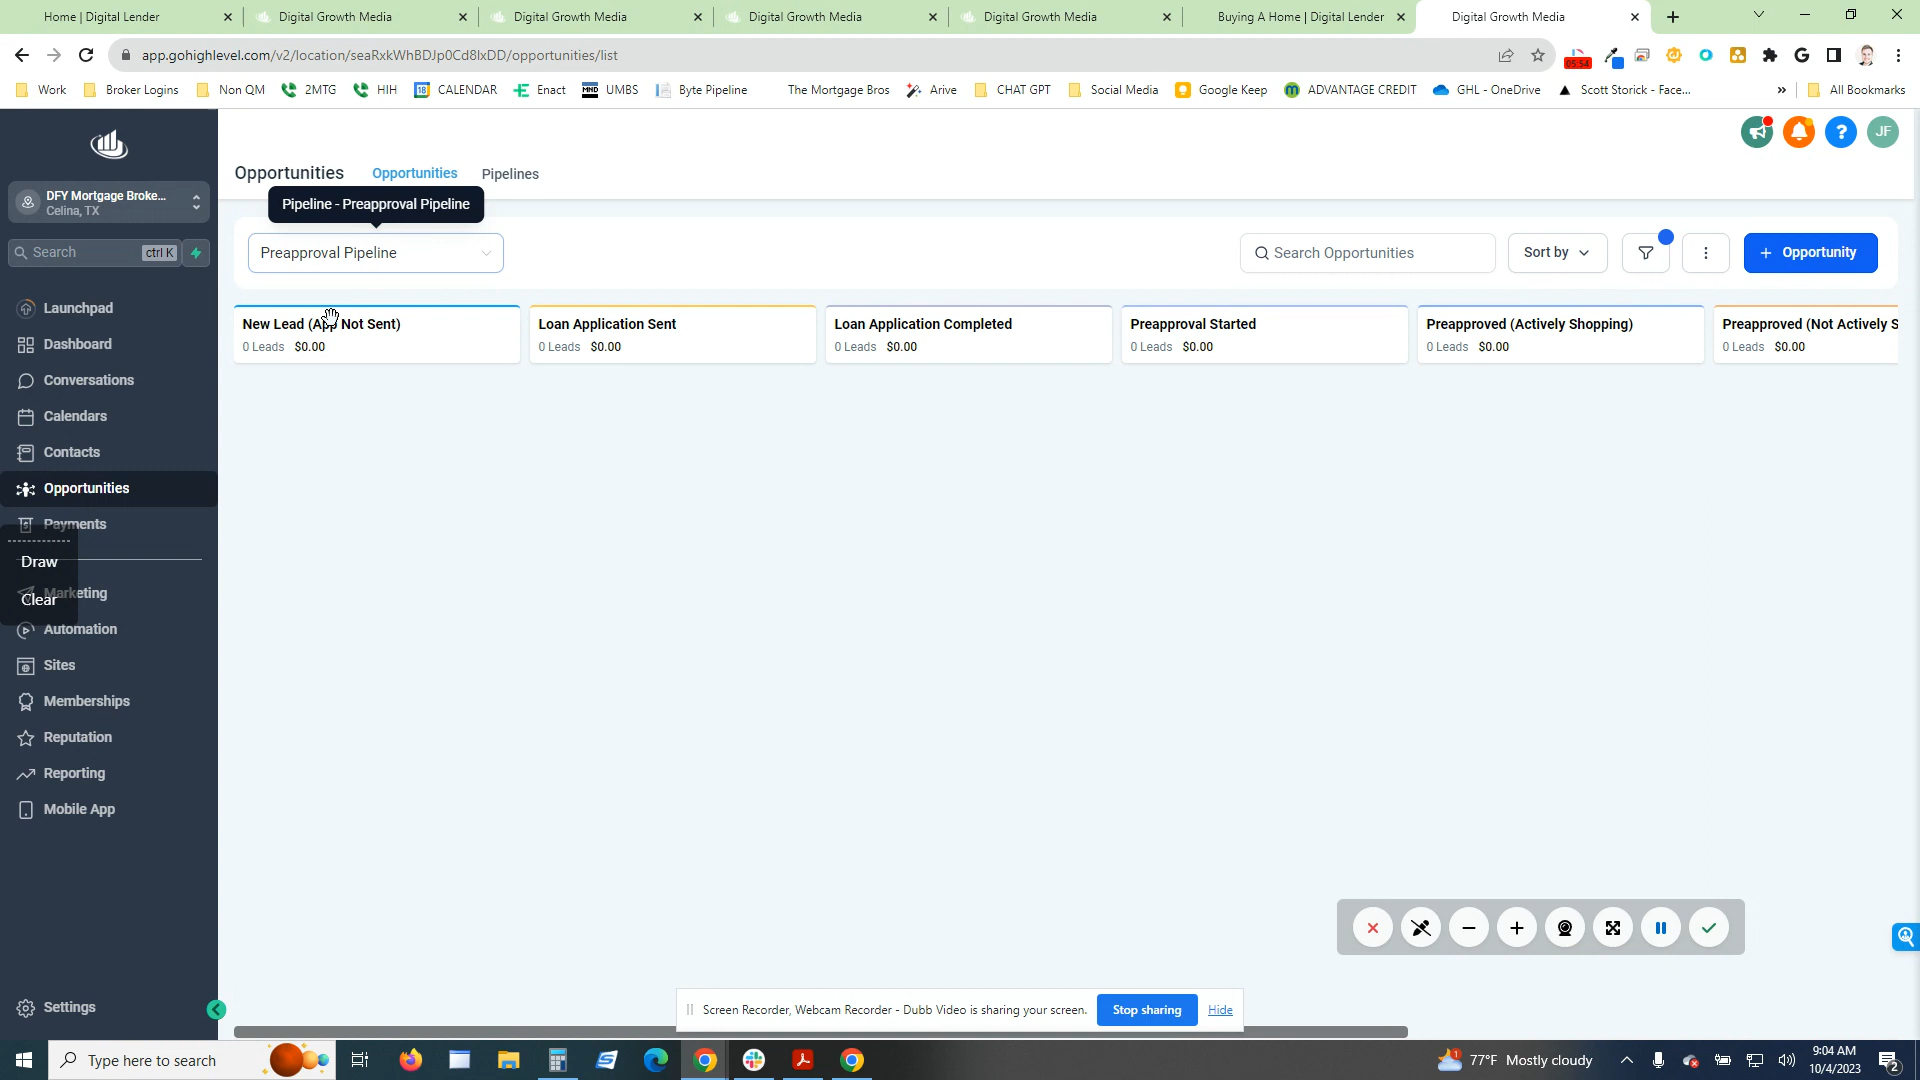 Home | Digital Lender
Digital Growth Media
Digital Growth Media
Digital Growth Media
Digital Growth Media
Buying A Home | Digital Lender
Digital Growth Media
app.gohighlevel.com/v2/location/seaRxkWhBDJp0Cd8lxDD/opportunities/list
05:54
Work
Broker Logins
Non QM
2MTG
HIH
18
CALENDAR
Enact
MND
UMBS
Byte Pipeline
The Mortgage Bros
Arive
CHAT GPT
Social Media
Google Keep
ADVANTAGE CREDIT
GHL - OneDrive
Scott Storick - Face...
»
All Bookmarks
JF
Opportunities
Opportunities
Pipelines
DFY Mortgage Broke...
Celina, TX
Pipeline - Preapproval Pipeline
Search
ctrl K
Preapproval Pipeline
Search Opportunities
Sort by
+ Opportunity
Launchpad
Dashboard
Conversations
Calendars
Contacts
Opportunities
Payments
Draw
Marketing
Clear
Automation
Sites
Memberships
Reputation
Reporting
Mobile App
Settings
New Lead (App Not Sent)
0 Leads $0.00
Loan Application Sent
0 Leads $0.00
Loan Application Completed
0 Leads $0.00
Preapproval Started
0 Leads $0.00
Preapproved (Actively Shopping)
0 Leads $0.00
Preapproved (Not Actively S
0 Leads $0.00
Screen Recorder, Webcam Recorder - Dubb Video is sharing your screen.
Stop sharing
Hide
Type here to search
1
77°F Mostly cloudy
9:04 AM
10/4/2023
2